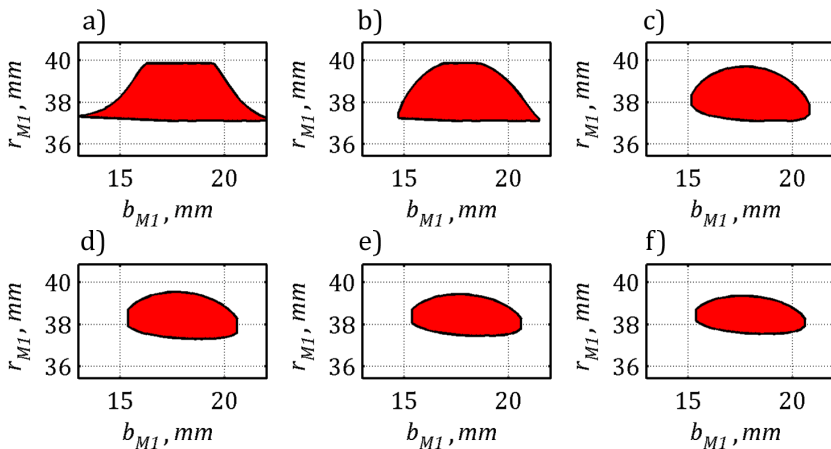 a) b) c)
r_M1, mm 40 38 36 r_M1, mm 40 38 36 r_M1, mm 40 38 36
15 20 15 20 15 20
b_M1, mm b_M1, mm b_M1, mm
d) e) f)
r_M1, mm 40 38 36 r_M1, mm 40 38 36 r_M1, mm 40 38 36
15 20 15 20 15 20
b_M1, mm b_M1, mm b_M1, mm